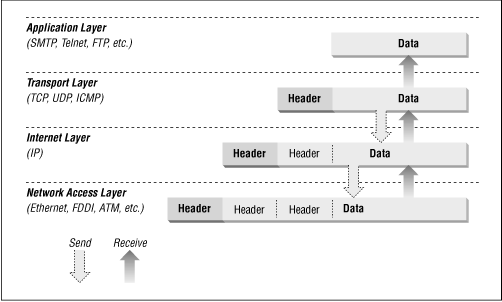 Application Layer
(SMTP, Telnet, FTP, etc.)
Data
Transport Layer
(TCP, UDP, ICMP)
Header
Data
Internet Layer
(IP)
Header
Header
Data
Network Access Layer
(Ethernet, FDDI, ATM, etc.)
Header
Header
Header
Data
Send
Receive